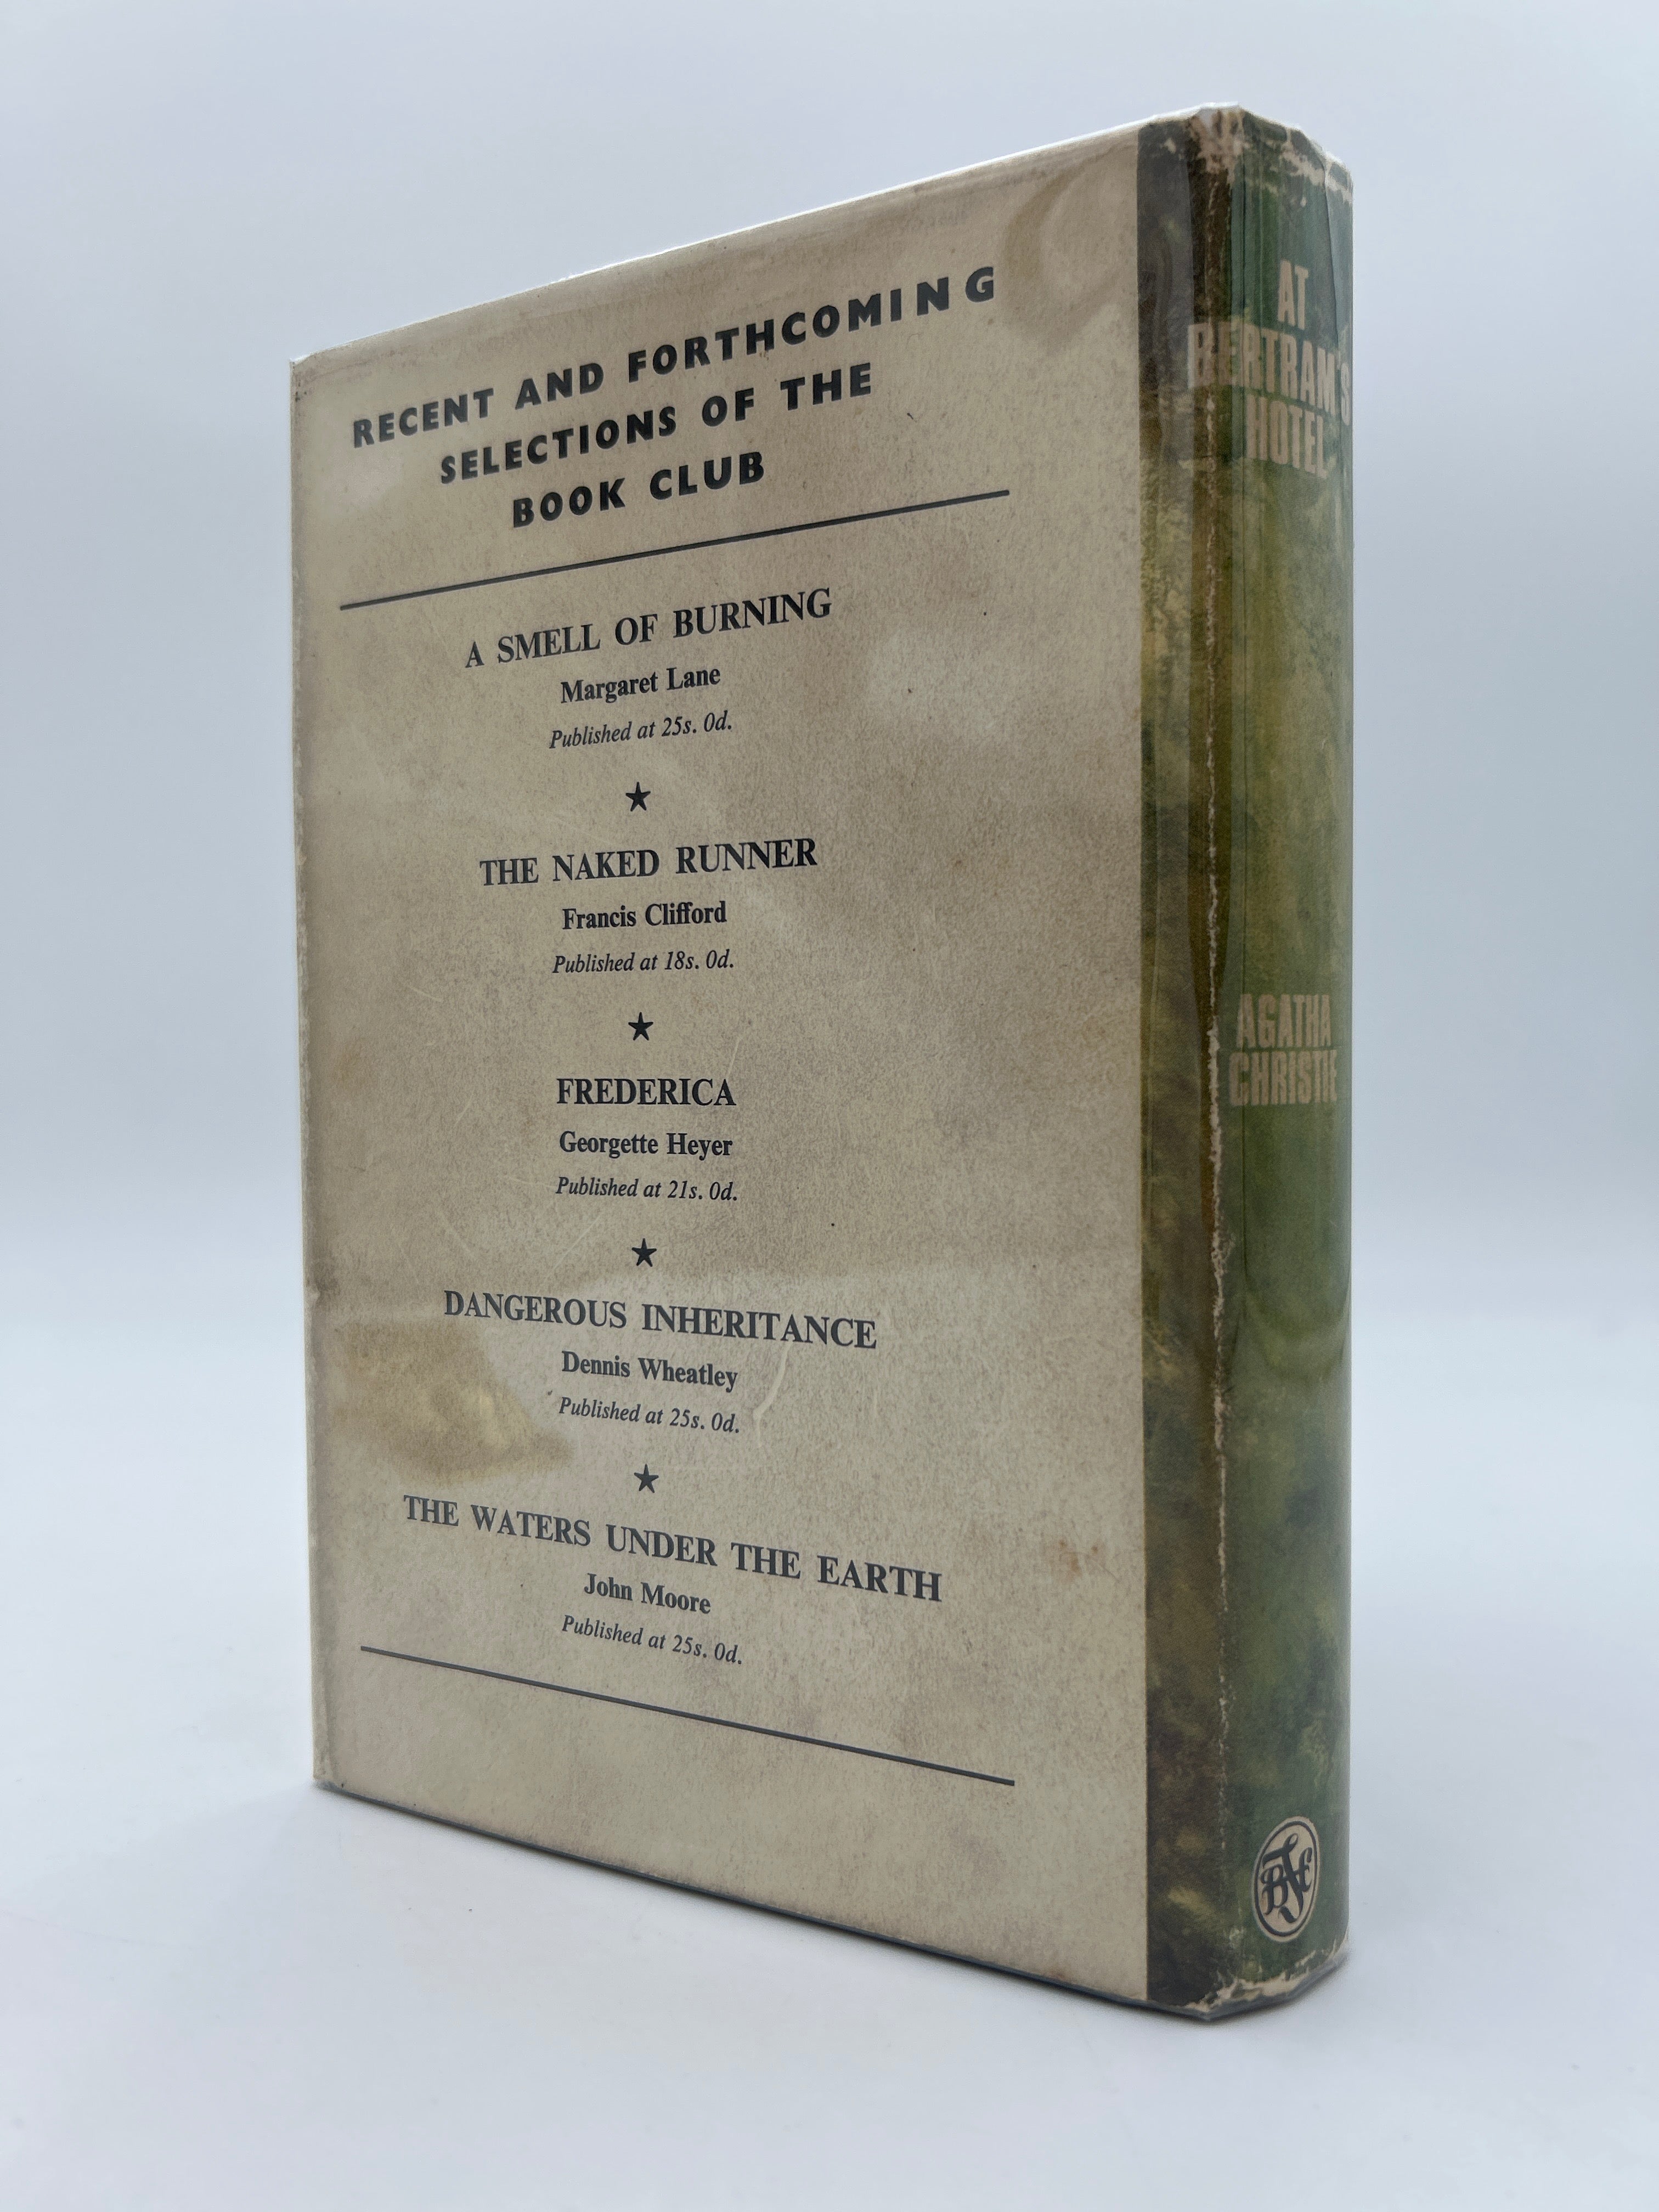 RECENT AND FORTHCOMING
SELECTIONS OF THE
BOOK CLUB
A SMELL OF BURNING
Margaret Lane
Published at 25s. 0d.
THE NAKED RUNNER
Francis Clifford
Published at 18s. 0d.
FREDERICA
Georgette Heyer
Published at 21s. 0d.
DANGEROUS INHERITANCE
Dennis Wheatley
Published at 25s. 0d.
THE WATERS UNDER THE EARTH
John Moore
Published at 25s. 0d.
AT
BERTRAM'S
HOTEL
AGATHA
CHRISTIE